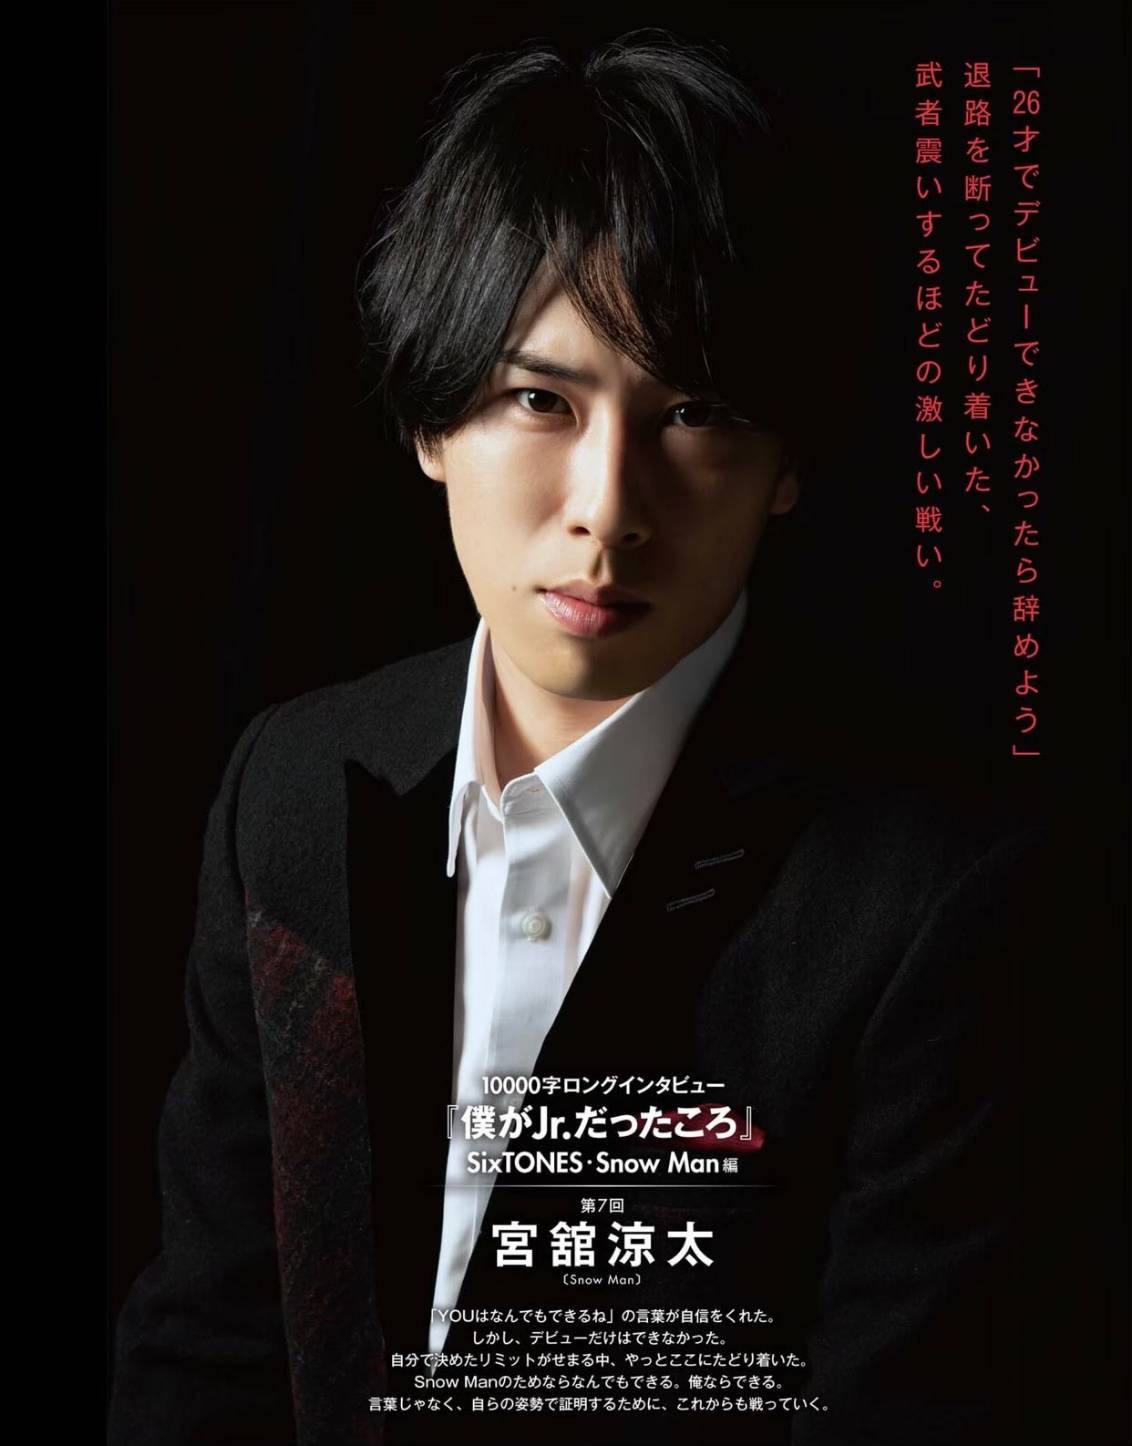 「26才でデビューできなかったら辞めよう」
退路を断ってたどり着いた、
武者震いするほどの激しい戦い。
10000字ロングインタビュー
『僕がJr.だったころ』
SixTONES・Snow Man編
第7回
宮舘涼太
(Snow Man)
「YOUはなんでもできるね」の言葉が自信をくれた。
しかし、デビューだけはできなかった。
自分で決めたリミットがせまる中、やっとここにたどり着いた。
Snow Manのためならなんでもできる。俺ならできる。
言葉じゃなく、自らの姿勢で証明するために、これからも戦っていく。